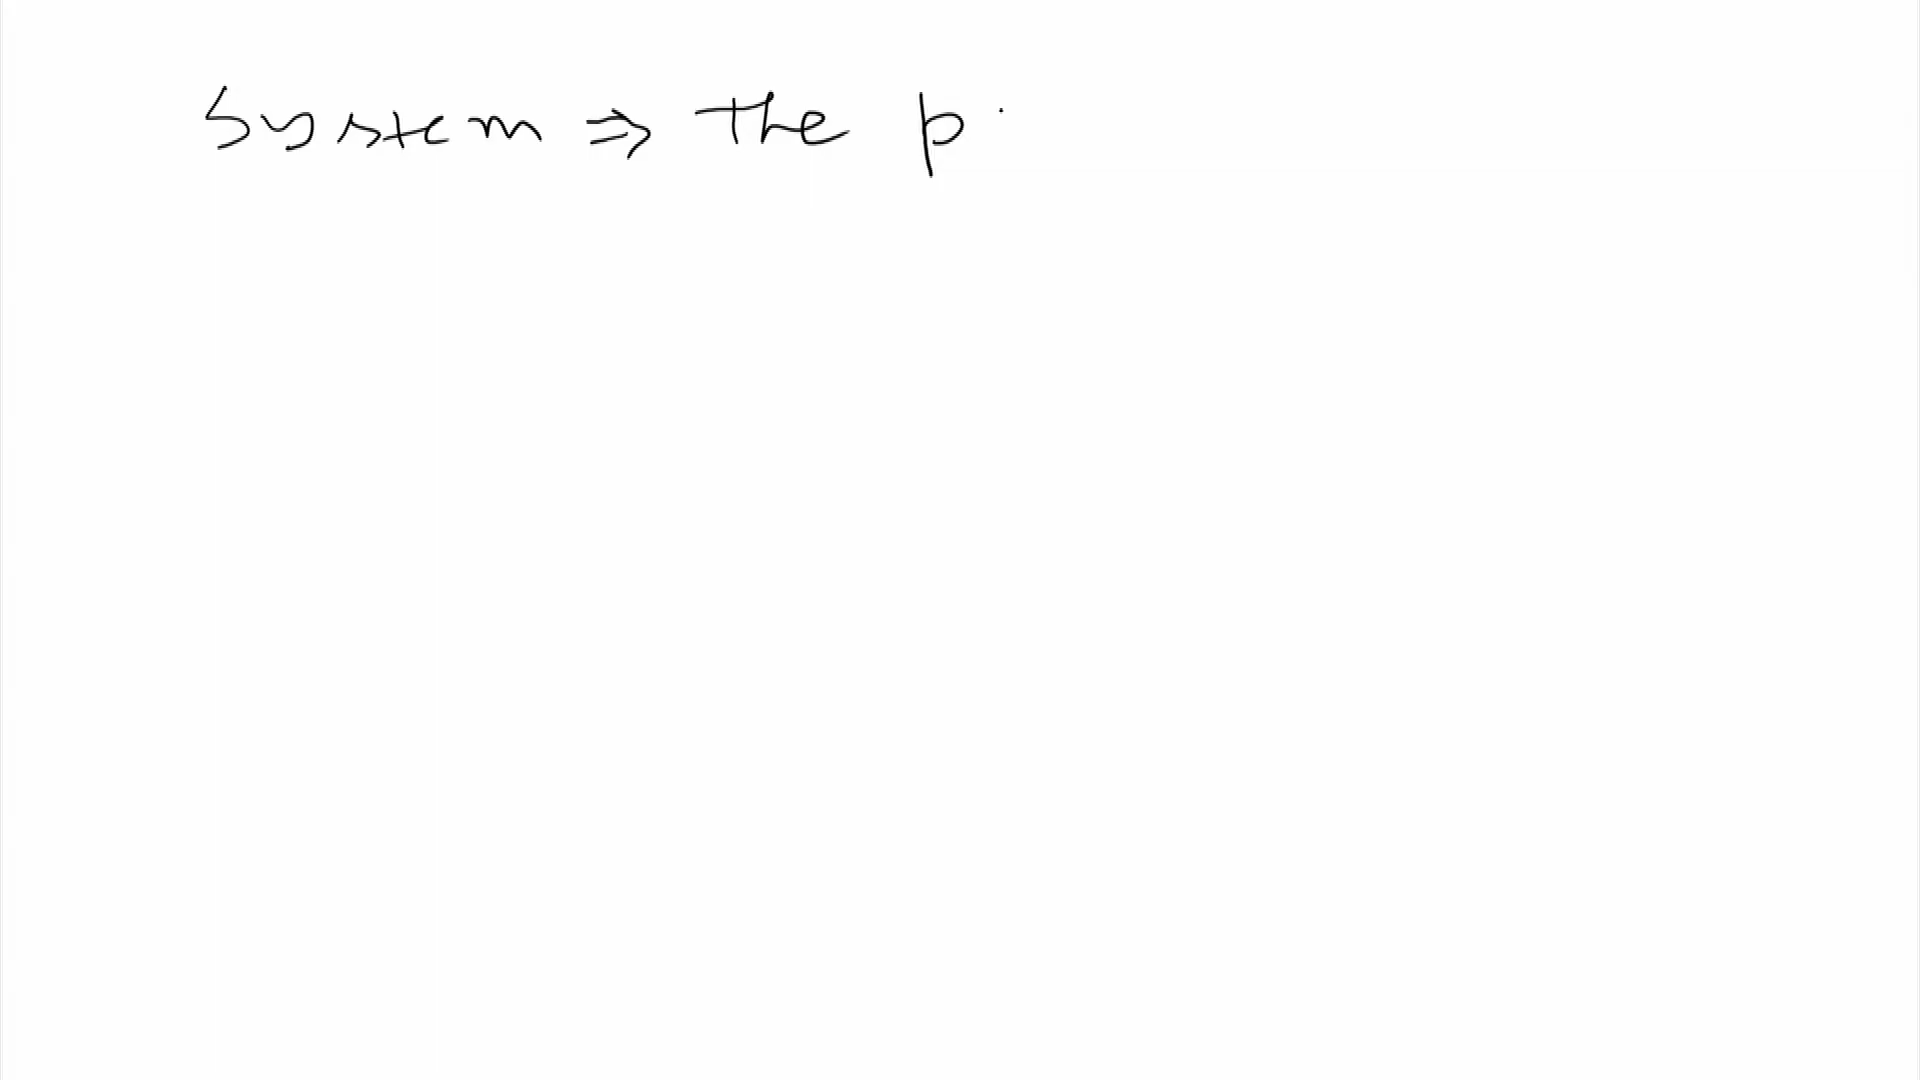 System ⇒ The p